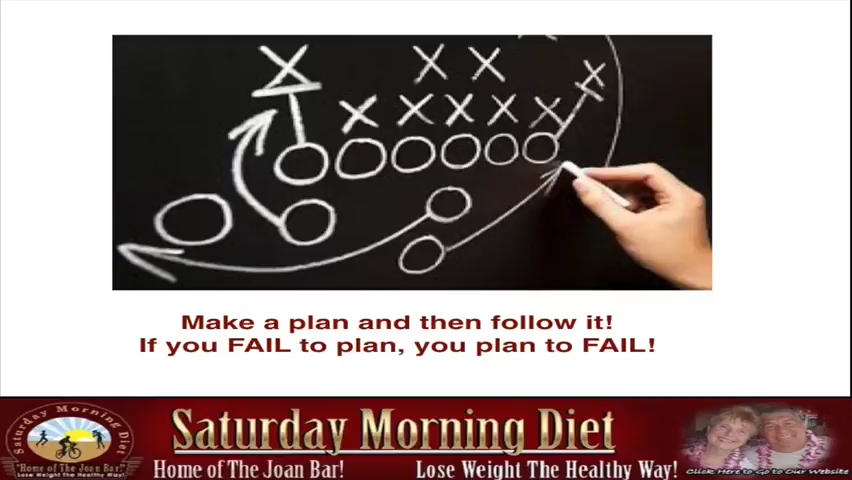 Make a plan and then follow it!
If you FAIL to plan, you plan to FAIL!
Saturday Morning Diet
Saturday Morning Diet
"Home of The Joan Bar!"
Lose Weight The Healthy Way!
Home of The Joan Bar!
Lose Weight The Healthy Way!
Click Here to Go to Our Website